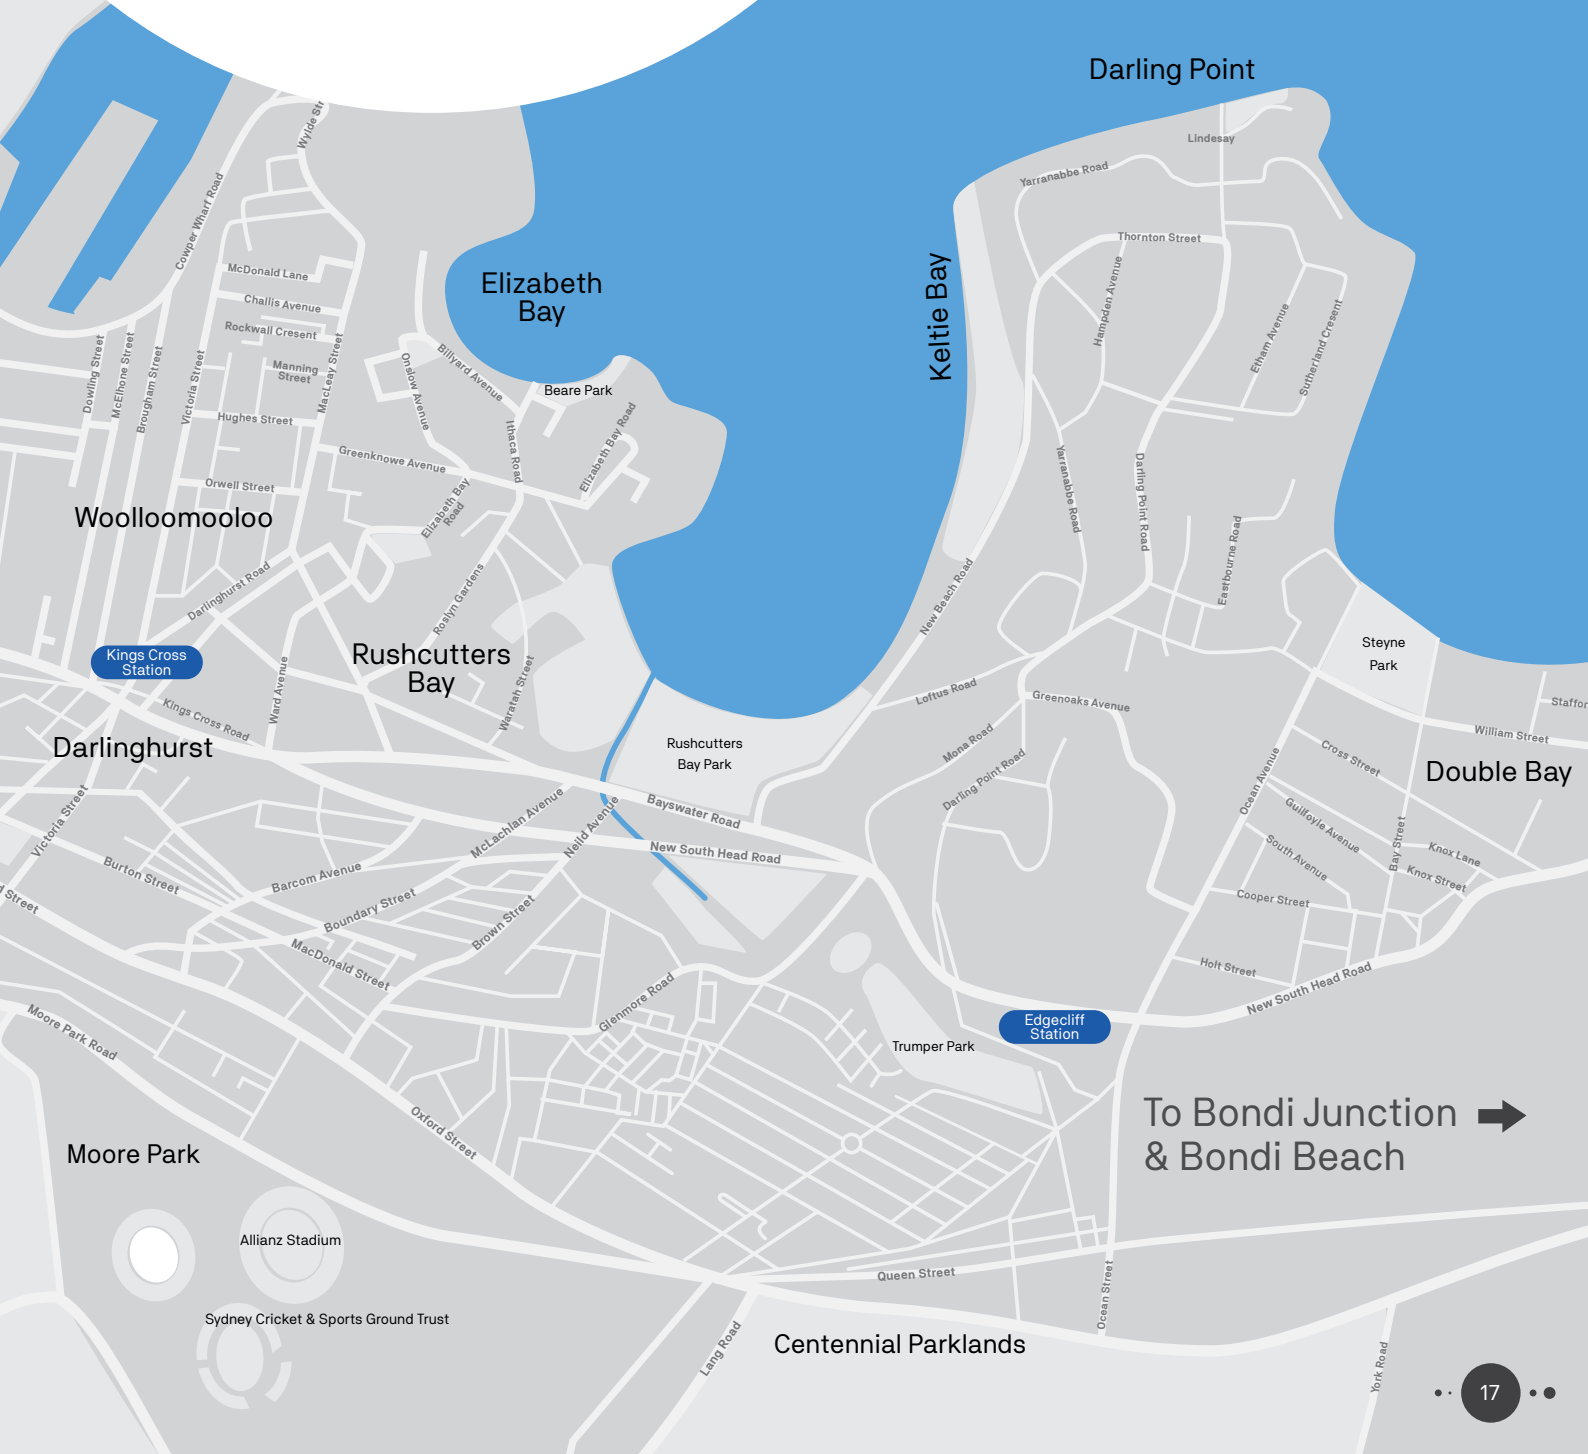 Darling Point
Wylde Str
Lindesay
Yarranabbe Road
Cowper Wharf Road
Thornton Street
McDonald Lane
Challis Avenue
Rockwall Cresent
Manning
Street
Elizabeth
Bay
Keltie Bay
Hampden Avenue
Etham Avenue
Sutherland Cresent
Dowling Street
McElhone Street
Brougham Street
Victoria Street
MacLeay Street
Hughes Street
Onslow Avenue
Billyard Avenue
Beare Park
Ithaca Road
Elizabeth Bay Road
Greenknowe Avenue
Orwell Street
Elizabeth Bay
Road
Woolloomooloo
Yarranabbe Road
Darling Point Road
Eastbourne Road
New Beach Road
Darlinghurst Road
Roslyn Gardens
Kings Cross
Station
Rushcutters
Bay
Waratah Street
Ward Avenue
Kings Cross Road
Darlinghurst
Steyne
Park
Loftus Road
Greenoaks Avenue
Mona Road
Darling Point Road
Staffor
William Street
Cross Street
Double Bay
Ocean Avenue
Rushcutters
Bay Park
Bayswater Road
New South Head Road
Victoria Street
McLachlan Avenue
Neild Avenue
Guilfoyle Avenue
South Avenue
Bay Street
Knox Lane
Knox Street
Cooper Street
Burton Street
Barcom Avenue
Boundary Street
Brown Street
d Street
MacDonald Street
Holt Street
New South Head Road
Glenmore Road
Moore Park Road
Edgecliff
Station
Trumper Park
Oxford Street
To Bondi Junction
& Bondi Beach
Moore Park
Allianz Stadium
Sydney Cricket & Sports Ground Trust
Queen Street
Ocean Street
Lang Road
Centennial Parklands
York Road
17